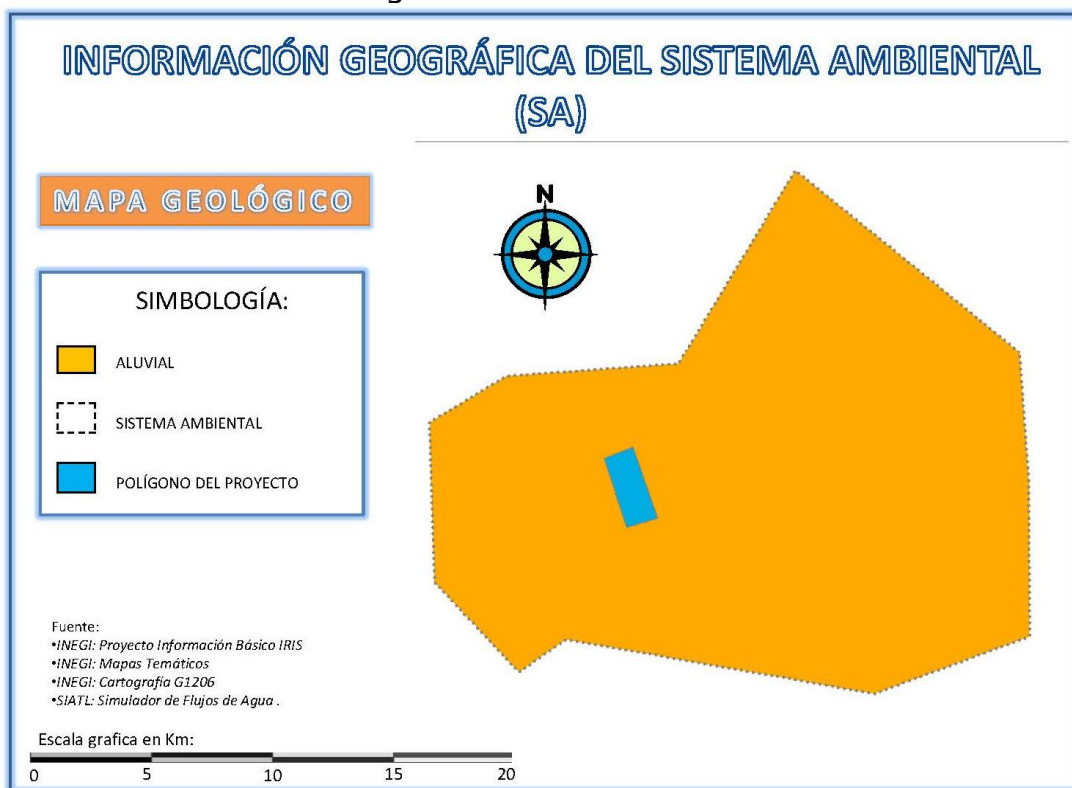 INFORMACIÓN GEOGRÁFICA DEL SISTEMA AMBIENTAL
(SA)
MAPA GEOLÓGICO
N
SIMBOLOGÍA:
ALUVIAL
SISTEMA AMBIENTAL
POLÍGONO DEL PROYECTO
Fuente:
•INEGI: Proyecto Información Básico IRIS
•INEGI: Mapas Temáticos
•INEGI: Cartografía G1206
•SIATL: Simulador de Flujos de Agua .
Escala grafica en Km:
0 5 10 15 20